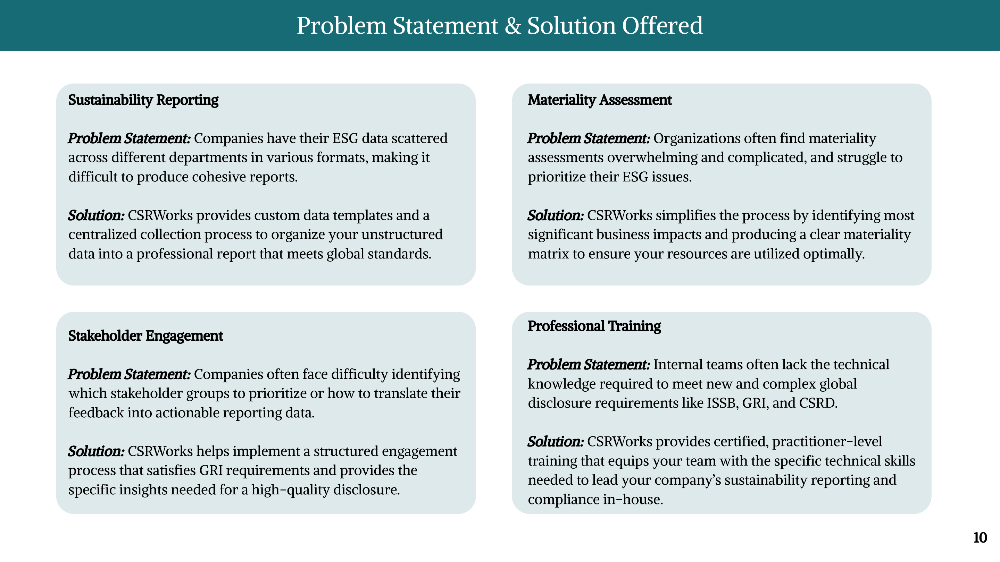 Problem Statement & Solution Offered
Sustainability Reporting
Problem Statement: Companies have their ESG data scattered
across different departments in various formats, making it
difficult to produce cohesive reports.
Solution: CSRWorks provides custom data templates and a
centralized collection process to organize your unstructured
data into a professional report that meets global standards.
Materiality Assessment
Problem Statement: Organizations often find materiality
assessments overwhelming and complicated, and struggle to
prioritize their ESG issues.
Solution: CSRWorks simplifies the process by identifying most
significant business impacts and producing a clear materiality
matrix to ensure your resources are utilized optimally.
Stakeholder Engagement
Problem Statement: Companies often face difficulty identifying
which stakeholder groups to prioritize or how to translate their
feedback into actionable reporting data.
Solution: CSRWorks helps implement a structured engagement
process that satisfies GRI requirements and provides the
specific insights needed for a high-quality disclosure.
Professional Training
Problem Statement: Internal teams often lack the technical
knowledge required to meet new and complex global
disclosure requirements like ISSB, GRI, and CSRD.
Solution: CSRWorks provides certified, practitioner-level
training that equips your team with the specific technical skills
needed to lead your company’s sustainability reporting and
compliance in-house.
10